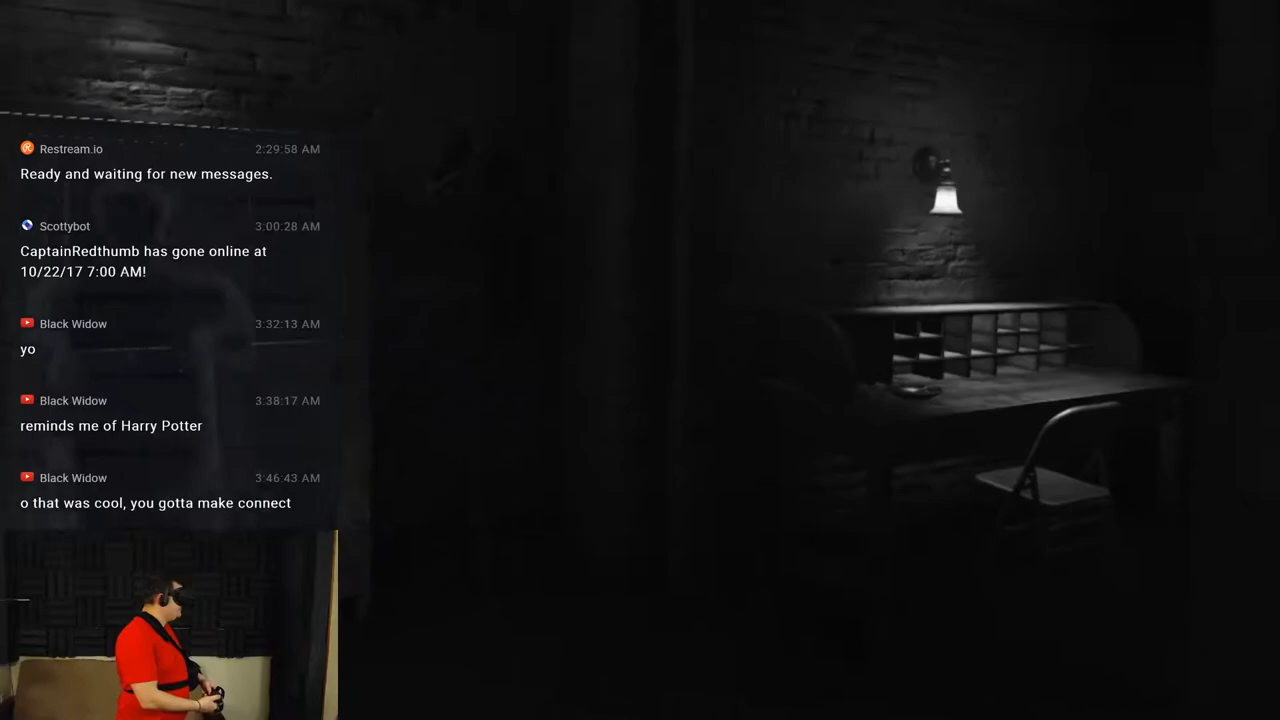 Restream.io 2:29:58 AM
Ready and waiting for new messages.
Scottybot 3:00:28 AM
CaptainRedthumb has gone online at
10/22/17 7:00 AM!
Black Widow 3:32:13 AM
yo
Black Widow 3:38:17 AM
reminds me of Harry Potter
Black Widow 3:46:43 AM
o that was cool, you gotta make connect